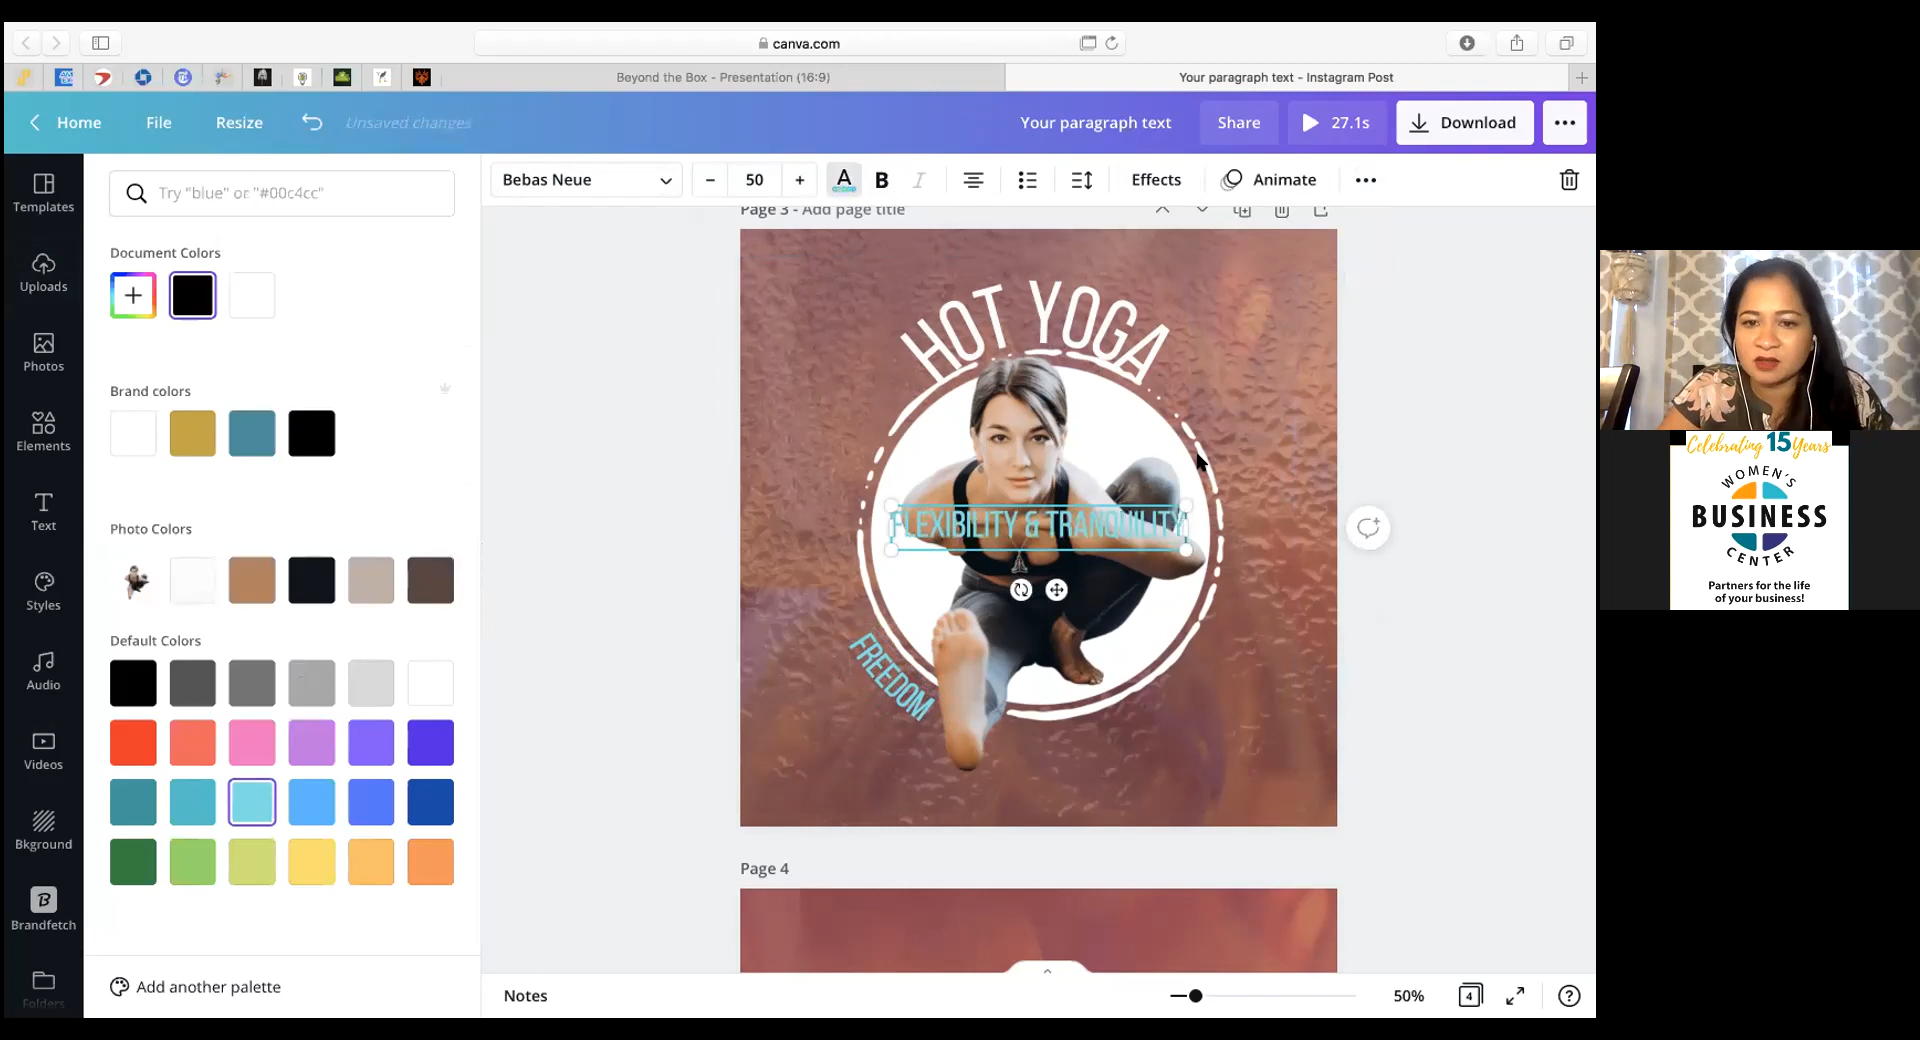 canva.com
Beyond the Box - Presentation (16:9)
Your paragraph text - Instagram Post
Home
File
Resize
Unsaved changes
Your paragraph text
Share
27.1s
Download
Templates
Uploads
Photos
Elements
Text
Styles
Audio
Videos
Bkground
Brandfetch
Folders
Try "blue" or "#00c4cc"
Document Colors
Brand colors
Photo Colors
Default Colors
Add another palette
Bebas Neue
50
A
B
I
Effects
Animate
Page 3 - Add page title
HOT YOGA
FLEXIBILITY & TRANQUILITY
FREEDOM
Page 4
Notes
50%
4
?
Celebrating 15 Years
WOMEN'S
BUSINESS
CENTER
Partners for the life
of your business!